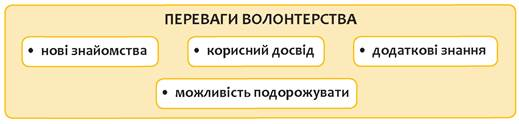 ПЕРЕВАГИ ВОЛОНТЕРСТВА
• нові знайомства
• корисний досвід
• додаткові знання
• можливість подорожувати